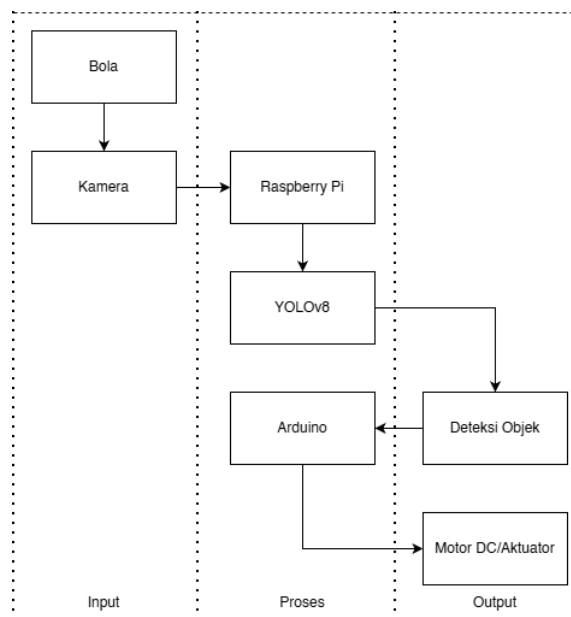 Bola
Kamera
Raspberry Pi
YOLOv8
Arduino
Deteksi Objek
Motor DC/Aktuator
Input
Proses
Output